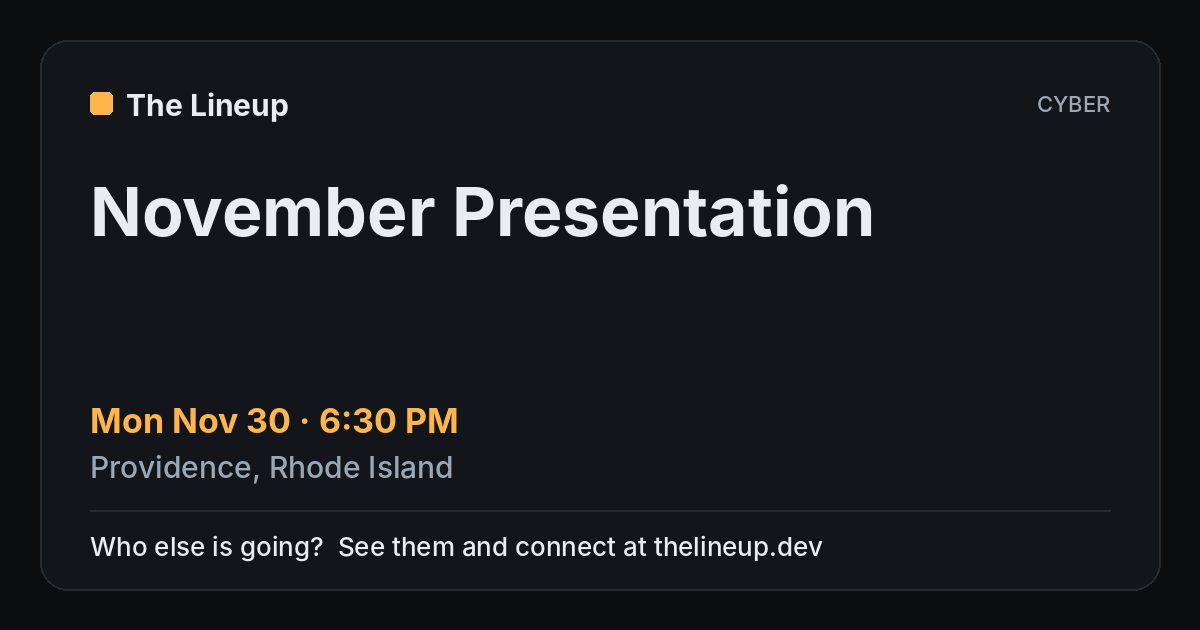 The Lineup
CYBER
November Presentation
Mon Nov 30 · 6:30 PM
Providence, Rhode Island
Who else is going?  See them and connect at thelineup.dev